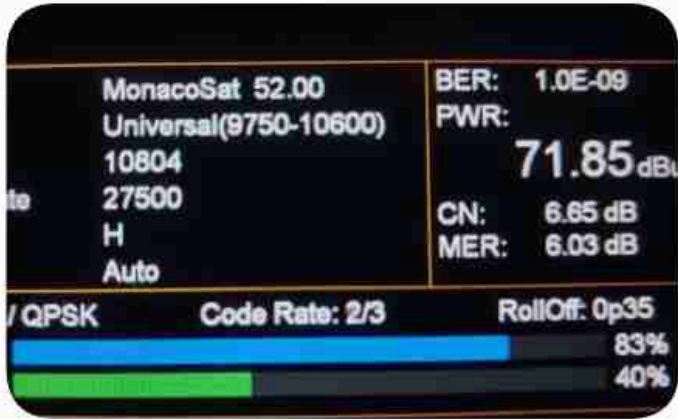 MonacoSat 52.00
Universal(9750-10600)
10804
te 27500
H
Auto
BER: 1.0E-09
PWR:
71.85 dBu
CN: 6.65 dB
MER: 6.03 dB
/ QPSK Code Rate: 2/3 RollOff: 0p35
83%
40%